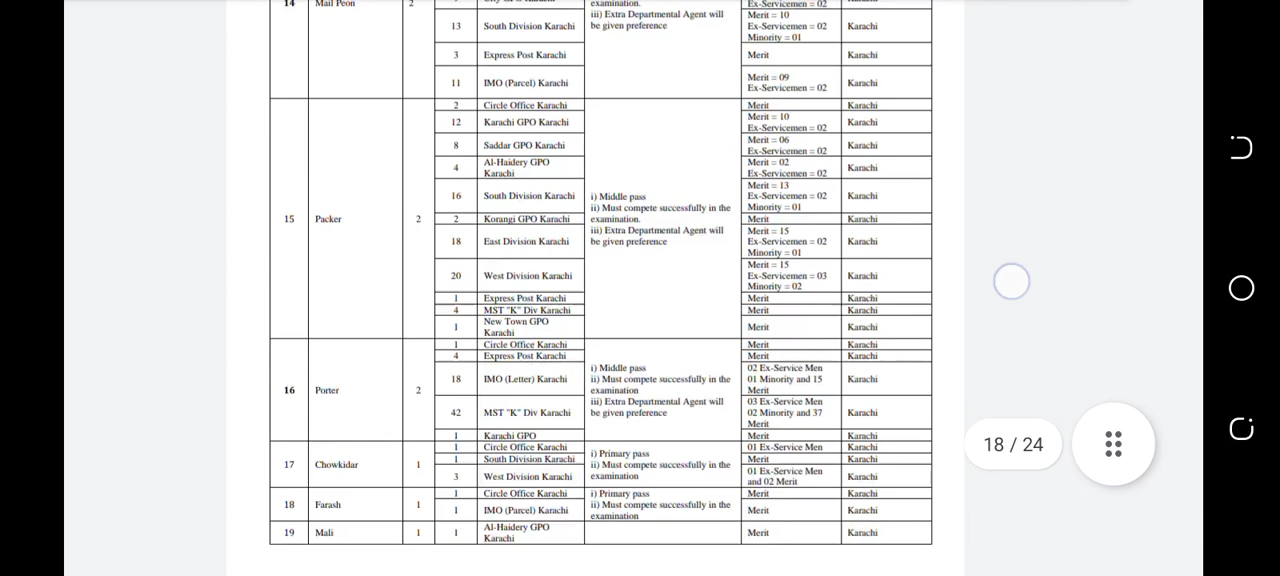 14 Mail Peon 2
examination.
iii) Extra Departmental Agent will
be given preference
Ex-Servicemen = 02
13 South Division Karachi
Merit = 10
Ex-Servicemen = 02
Minority = 01
Karachi
3 Express Post Karachi Merit Karachi
11 IMO (Parcel) Karachi
Merit = 09
Ex-Servicemen = 02
Karachi
15 Packer 2
i) Middle pass
ii) Must compete successfully in the
examination.
iii) Extra Departmental Agent will
be given preference
2 Circle Office Karachi Merit Karachi
12 Karachi GPO Karachi
Merit = 10
Ex-Servicemen = 02
Karachi
8 Saddar GPO Karachi
Merit = 06
Ex-Servicemen = 02
Karachi
4 Al-Haidery GPO
Karachi
Merit = 02
Ex-Servicemen = 02
Karachi
16 South Division Karachi
Merit = 13
Ex-Servicemen = 02
Minority = 01
Karachi
2 Korangi GPO Karachi Merit Karachi
18 East Division Karachi
Merit = 15
Ex-Servicemen = 02
Minority = 01
Karachi
20 West Division Karachi
Merit = 15
Ex-Servicemen = 03
Minority = 02
Karachi
1 Express Post Karachi Merit Karachi
4 MST "K" Div Karachi Merit Karachi
1 New Town GPO
Karachi
Merit Karachi
16 Porter 2
i) Middle pass
ii) Must compete successfully in the
examination
iii) Extra Departmental Agent will
be given preference
1 Circle Office Karachi Merit Karachi
4 Express Post Karachi Merit Karachi
18 IMO (Letter) Karachi
02 Ex-Service Men
01 Minority and 15
Merit
Karachi
42 MST "K" Div Karachi
03 Ex-Service Men
02 Minority and 37
Merit
Karachi
1 Karachi GPO Merit Karachi
17 Chowkidar 1
i) Primary pass
ii) Must compete successfully in the
examination
1 Circle Office Karachi 01 Ex-Service Men Karachi
1 South Division Karachi Merit Karachi
3 West Division Karachi
01 Ex-Service Men
and 02 Merit
Karachi
18 Farash 1
i) Primary pass
ii) Must compete successfully in the
examination
1 Circle Office Karachi Merit Karachi
1 IMO (Parcel) Karachi Merit Karachi
19 Mali 1
1 Al-Haidery GPO
Karachi
Merit Karachi
18 / 24